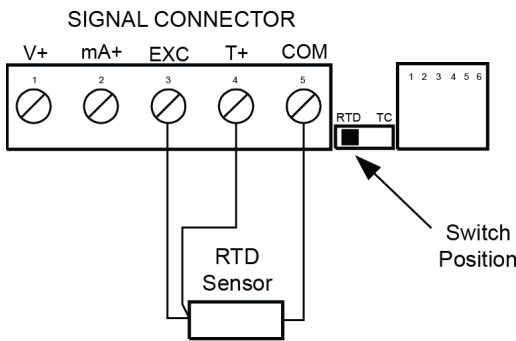 SIGNAL CONNECTOR
V+ mA+ EXC T+ COM
1 2 3 4 5
1 2 3 4 5 6
RTD TC
Switch
Position
RTD
Sensor